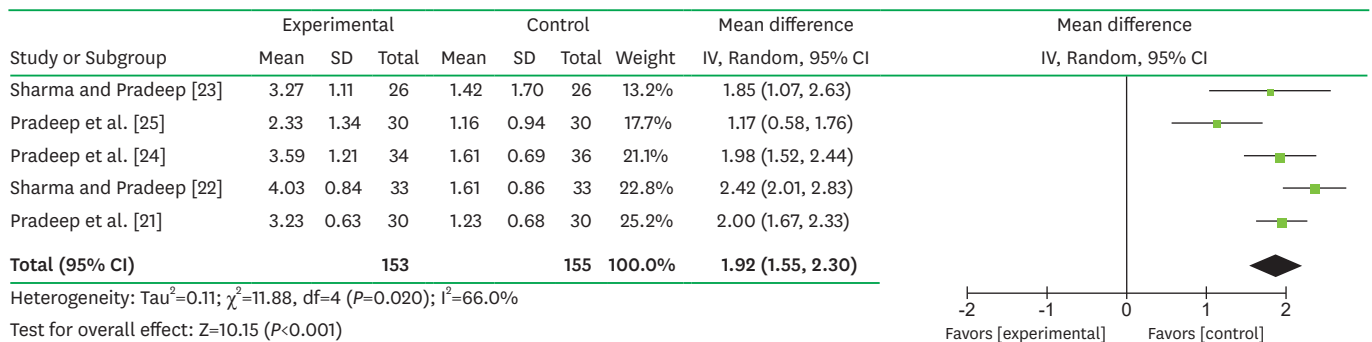 Experimental Control Mean difference Mean difference
Study or Subgroup Mean SD Total Mean SD Total Weight IV, Random, 95% CI IV, Random, 95% CI
Sharma and Pradeep [23] 3.27 1.11 26 1.42 1.70 26 13.2% 1.85 (1.07, 2.63)
Pradeep et al. [25] 2.33 1.34 30 1.16 0.94 30 17.7% 1.17 (0.58, 1.76)
Pradeep et al. [24] 3.59 1.21 34 1.61 0.69 36 21.1% 1.98 (1.52, 2.44)
Sharma and Pradeep [22] 4.03 0.84 33 1.61 0.86 33 22.8% 2.42 (2.01, 2.83)
Pradeep et al. [21] 3.23 0.63 30 1.23 0.68 30 25.2% 2.00 (1.67, 2.33)
Total (95% CI) 153 155 100.0% 1.92 (1.55, 2.30)
Heterogeneity: Tau²=0.11; χ²=11.88, df=4 (P=0.020); I²=66.0%
Test for overall effect: Z=10.15 (P<0.001)
-2 -1 0 1 2
Favors [experimental] Favors [control]